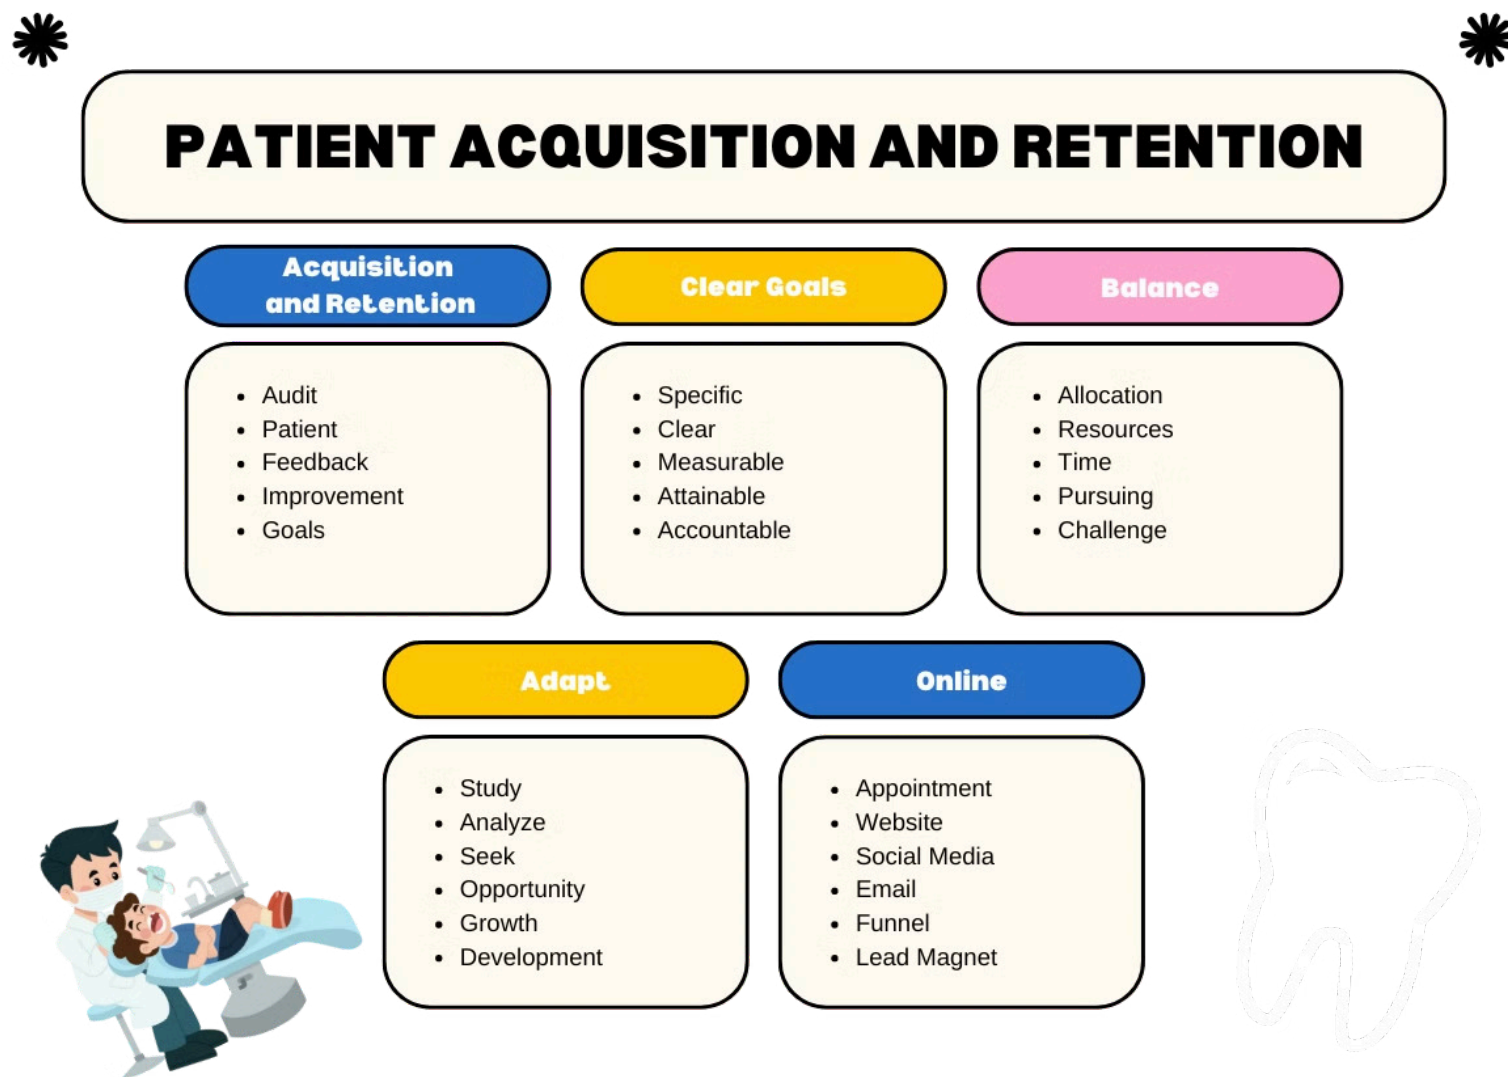 PATIENT ACQUISITION AND RETENTION
Acquisition
and Retention
• Audit
• Patient
• Feedback
• Improvement
• Goals
Clear Goals
• Specific
• Clear
• Measurable
• Attainable
• Accountable
Balance
• Allocation
• Resources
• Time
• Pursuing
• Challenge
Adapt
• Study
• Analyze
• Seek
• Opportunity
• Growth
• Development
Online
• Appointment
• Website
• Social Media
• Email
• Funnel
• Lead Magnet